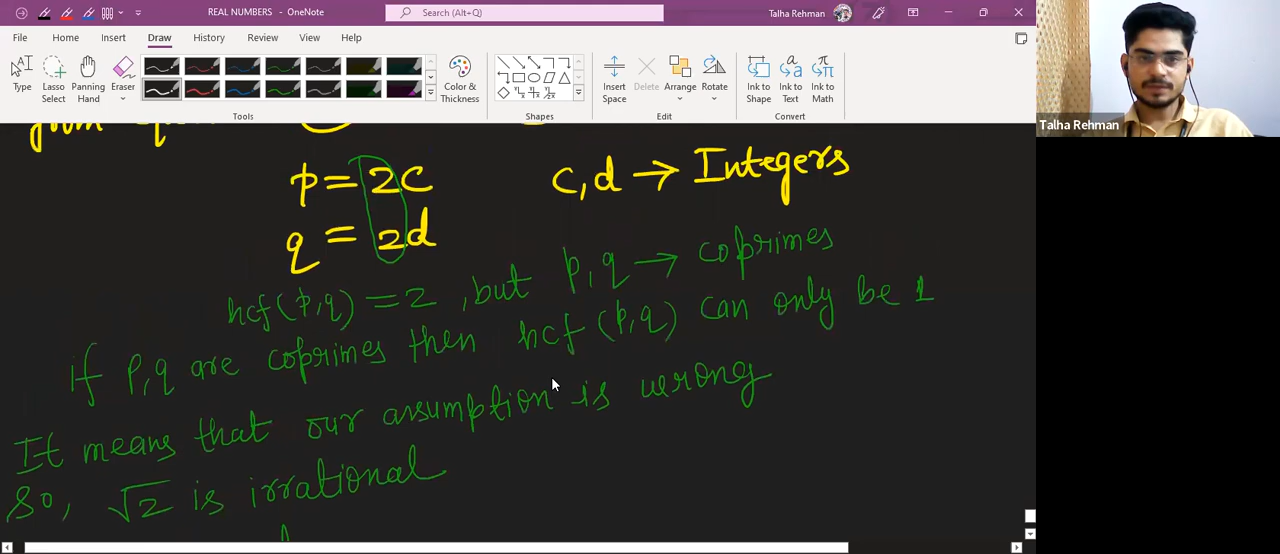 REAL NUMBERS - OneNote
Search (Alt+Q)
Talha Rehman
File Home Insert Draw History Review View Help
Type
Lasso Select
Panning Hand
Eraser
Color & Thickness
Insert Space
Delete
Arrange
Rotate
Ink to Shape
Ink to Text
Ink to Math
Tools
Shapes
Edit
Convert
Talha Rehman
p = 2c c, d → Integers
q = 2d
hcf(p,q) = 2, but p, q → coprimes
if p, q are coprimes then hcf (p,q) can only be 1
It means that our assumption is wrong
So, √2 is irrational